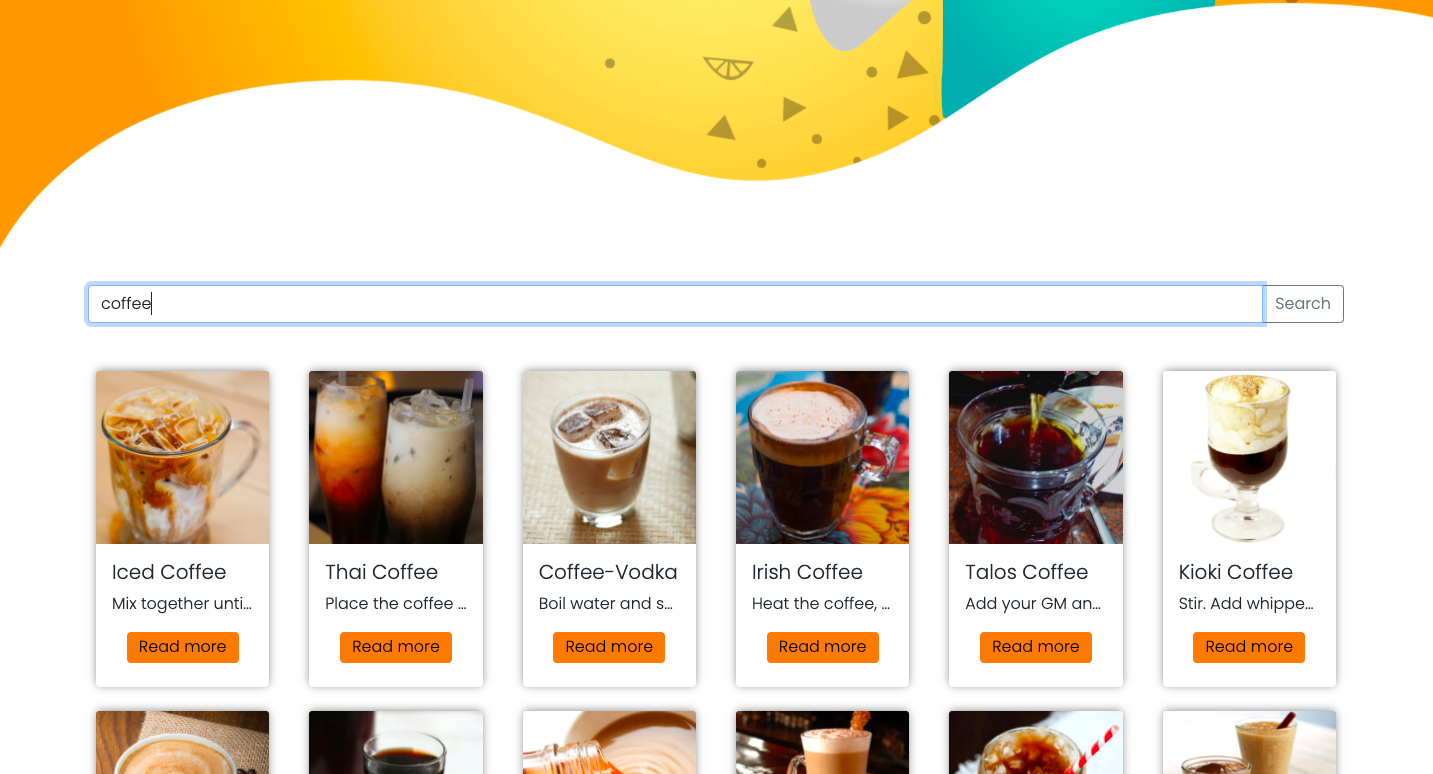 coffee
Search
Iced Coffee
Thai Coffee
Coffee-Vodka
Irish Coffee
Talos Coffee
Kioki Coffee
Mix together unti...
Place the coffee ...
Boil water and s...
Heat the coffee, ...
Add your GM an...
Stir. Add whippe...
Read more
Read more
Read more
Read more
Read more
Read more